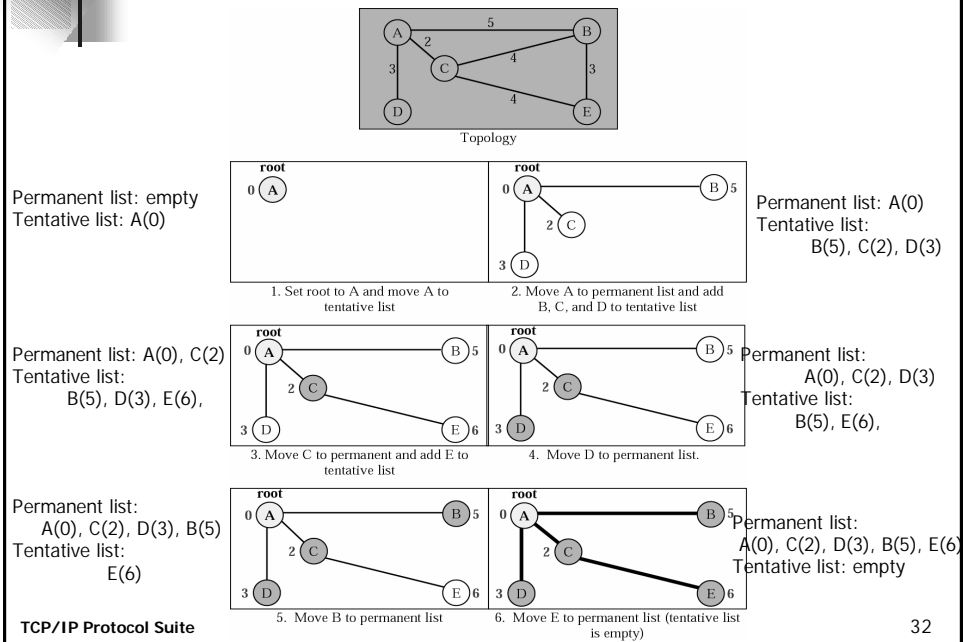 5
A
B
2
3
C
4
3
4
D
E
Topology
Permanent list: empty
Tentative list: A(0)
root
0 A
1. Set root to A and move A to
tentative list
root
0 A
B 5
2 C
3 D
2. Move A to permanent list and add
B, C, and D to tentative list
Permanent list: A(0)
Tentative list:
B(5), C(2), D(3)
Permanent list: A(0), C(2)
Tentative list:
B(5), D(3), E(6),
root
0 A
B 5
2 C
3 D
E 6
3. Move C to permanent and add E to
tentative list
root
0 A
B 5
2 C
3 D
E 6
4. Move D to permanent list.
Permanent list:
A(0), C(2), D(3)
Tentative list:
B(5), E(6),
Permanent list:
A(0), C(2), D(3), B(5)
Tentative list:
E(6)
root
0 A
B 5
2 C
3 D
E 6
5. Move B to permanent list
root
0 A
B 5
2 C
3 D
E 6
6. Move E to permanent list (tentative list
is empty)
Permanent list:
A(0), C(2), D(3), B(5), E(6)
Tentative list: empty
TCP/IP Protocol Suite
32